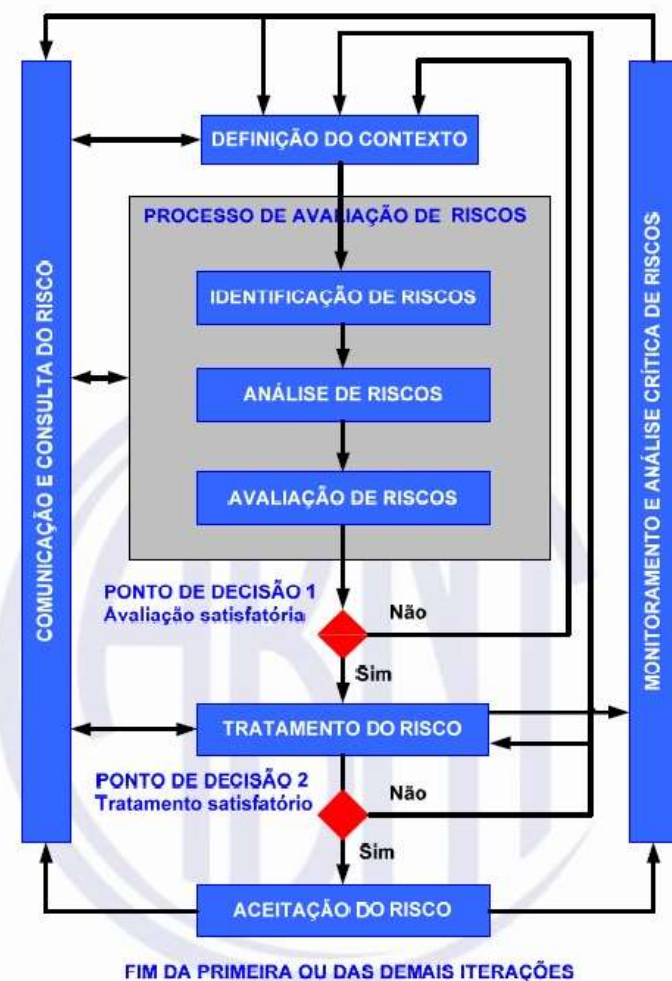 DEFINIÇÃO DO CONTEXTO
PROCESSO DE AVALIAÇÃO DE RISCOS
IDENTIFICAÇÃO DE RISCOS
ANÁLISE DE RISCOS
AVALIAÇÃO DE RISCOS
COMUNICAÇÃO E CONSULTA DO RISCO
MONITORAMENTO E ANÁLISE CRÍTICA DE RISCOS
PONTO DE DECISÃO 1
Avaliação satisfatória
Não
Sim
TRATAMENTO DO RISCO
PONTO DE DECISÃO 2
Tratamento satisfatório
Não
Sim
ACEITAÇÃO DO RISCO
FIM DA PRIMEIRA OU DAS DEMAIS ITERAÇÕES
ABNT